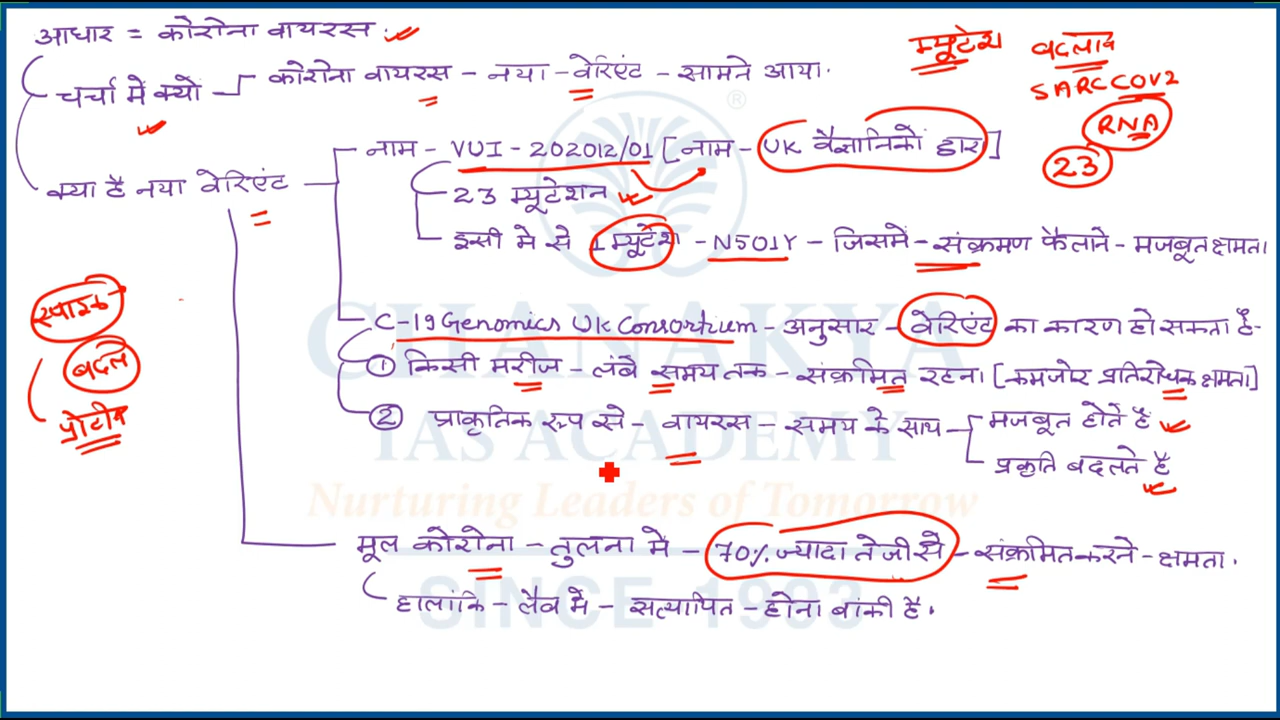 आधार = कोरोना वायरस.
म्यूटेश बदलाव
चर्चा में क्यों - कोरोना वायरस - नया - वेरिएंट - सामने आया.
SARCCOV2
RNA
23
क्या है नया वेरिएंट - नाम - VUI - 202012/01 [नाम - UK वैज्ञानिकों द्वारा]
23 म्यूटेशन
इसी मे से 1 म्यूटेश - N501Y - जिसमें - संक्रमण फैलाने - मजबूत क्षमता.
स्पाइक
बदले
प्रोटीन
C-19 Genomics UK Consortium - अनुसार - वेरिएंट का कारण हो सकता है-
① किसी मरीज - लंबे समय तक - संक्रमित रहना. [कमजोर प्रतिरोधक क्षमता]
② प्राकृतिक रूप से - वायरस - समय के साथ - मजबूत होते है
प्रकृति बदलते है
मूल कोरोना - तुलना मे - 70% ज्यादा तेजी से - संक्रमित करने - क्षमता.
हालांकि - लैब मे - सत्यापित - होना बांकी है.
CHANAKYA
IAS ACADEMY
Nurturing Leaders of Tomorrow
SINCE - 1993